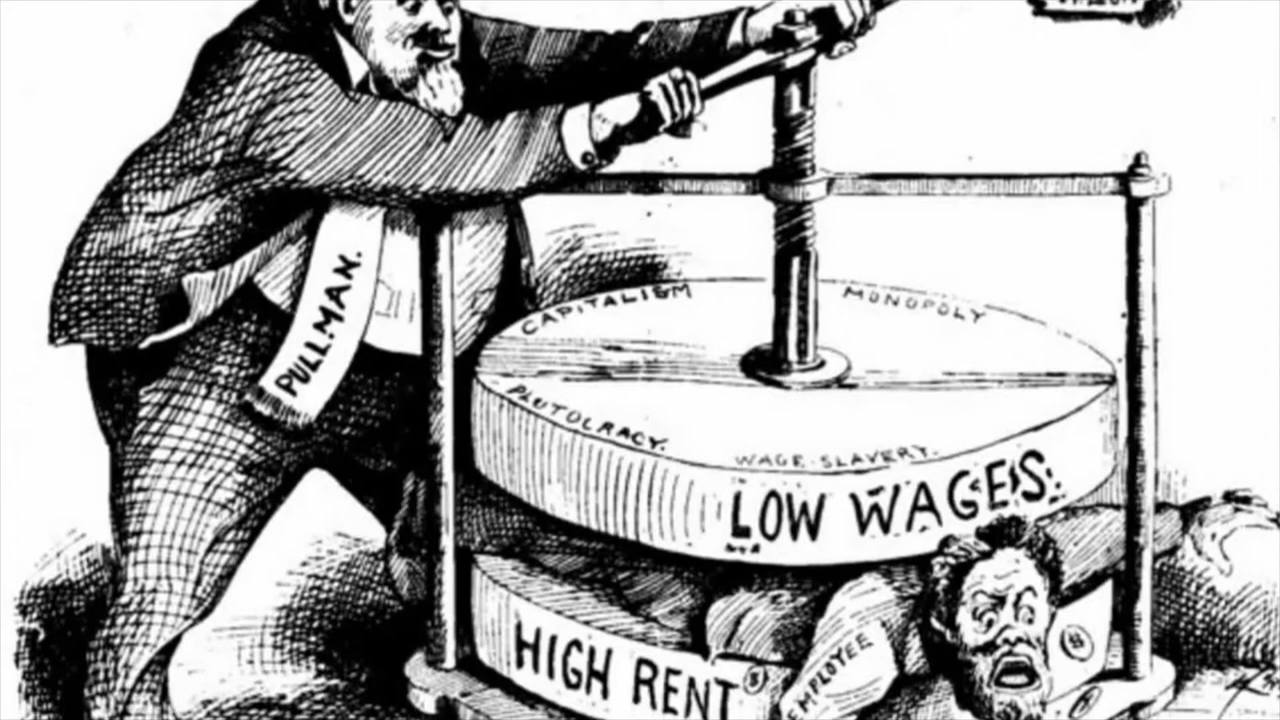 PULLMAN.
CAPITALISM
MONOPOLY
PLUTOCRACY.
WAGE-SLAVERY.
LOW WAGES.
HIGH RENT
$
EMPLOYEE
$